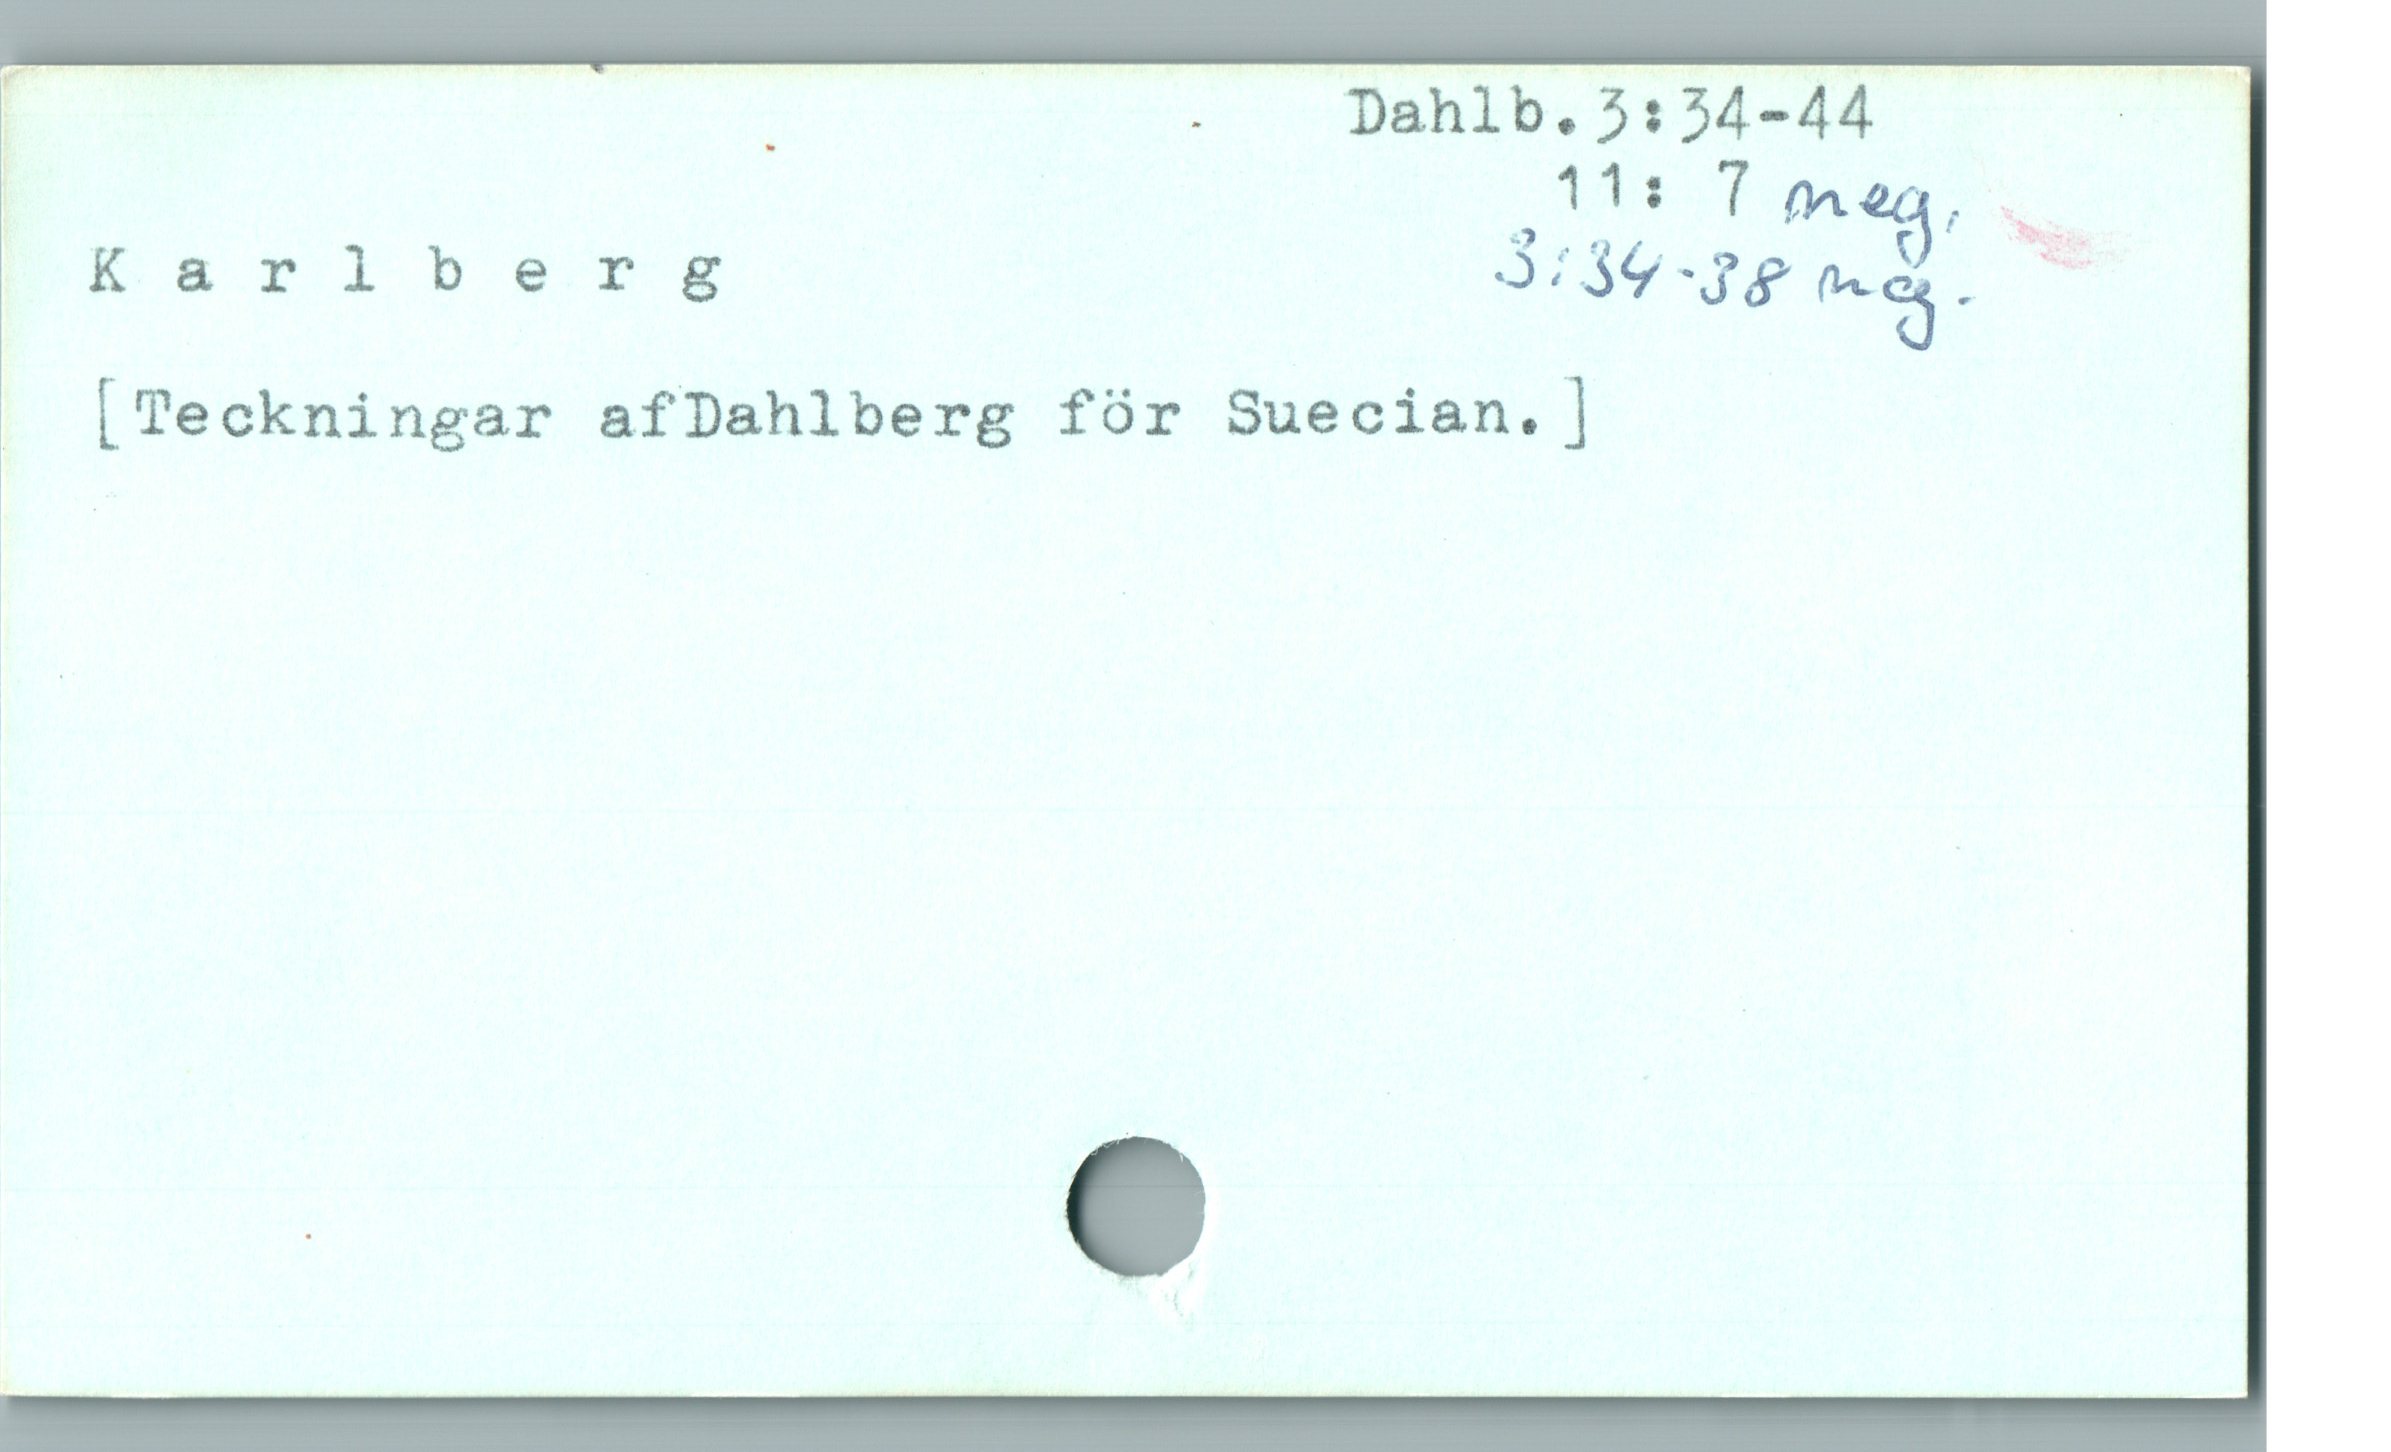 Dahlb.3:34-44
11: 7 neg.
3:34-38 neg.
K a r l b e r g
[Teckningar afDahlberg för Suecian.]